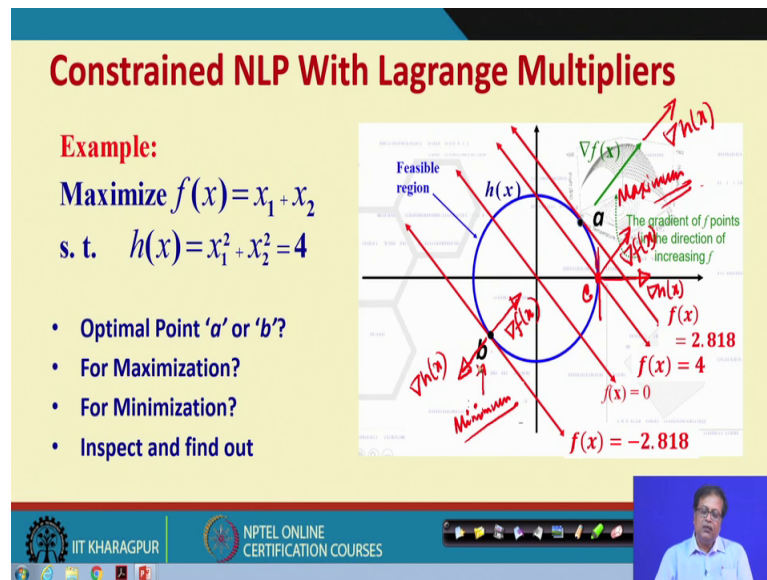 Constrained NLP With Lagrange Multipliers
Example:
Maximize f(x)=x₁+x₂
s. t. h(x)=x₁²+x₂²=4
• Optimal Point 'a' or 'b'?
• For Maximization?
• For Minimization?
• Inspect and find out
Feasible
region
h(x)
∇f(x)
∇h(x)
Maximum
a
The gradient of f points
in the direction of
increasing f
∇f(x)
c
∇h(x)
f(x)
= 2.818
f(x) = 4
f(x) = 0
∇f(x)
b
∇h(x)
Minimum
f(x) = −2.818
IIT KHARAGPUR
NPTEL ONLINE
CERTIFICATION COURSES